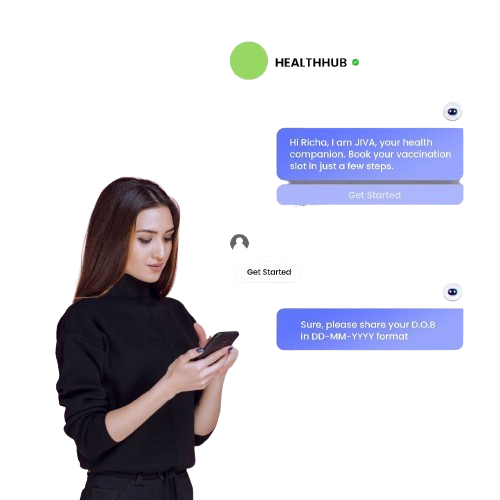 HEALTHHUB
Hi Richa, I am JIVA, your health
companion. Book your vaccination
slot in just a few steps.
Get Started
Get Started
Sure, please share your D.O.B
in DD-MM-YYYY format